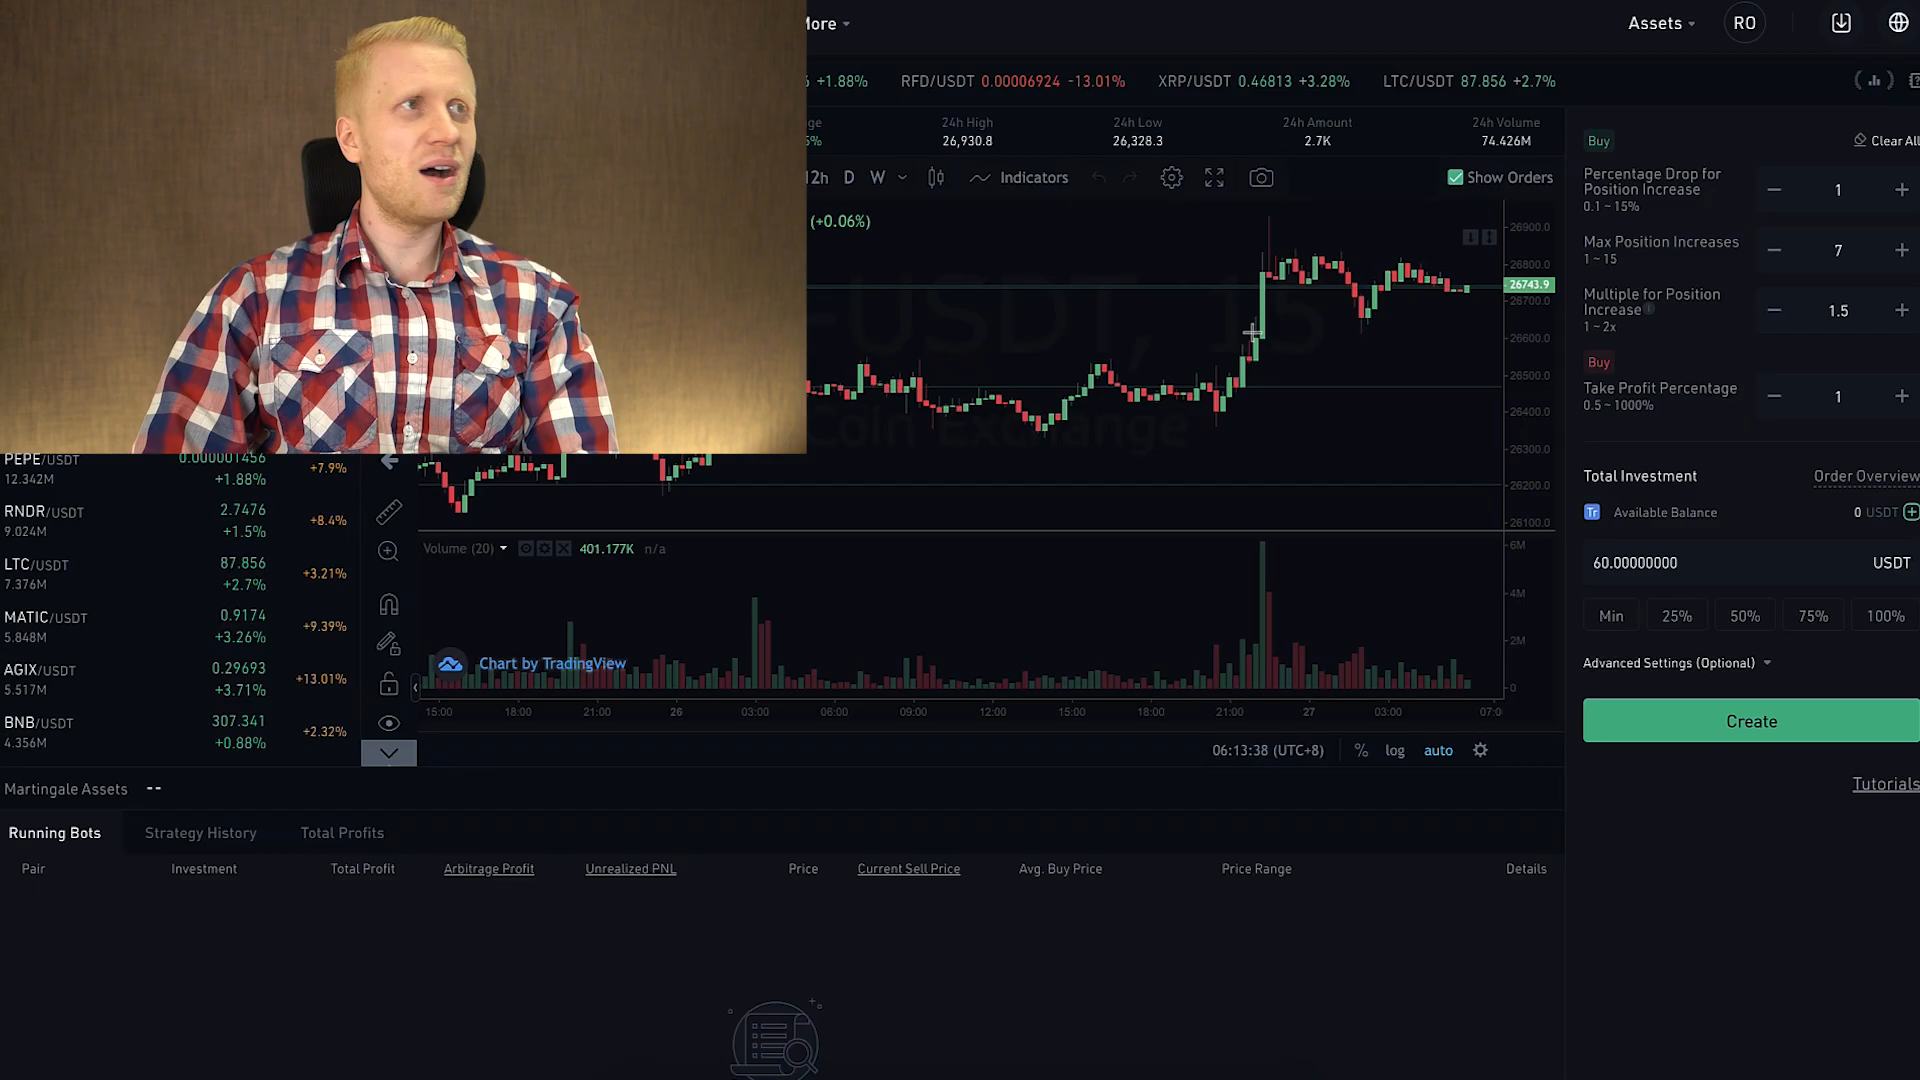 More
Assets
RO
+1.88%
RFD/USDT 0.00006924 -13.01%
XRP/USDT 0.46813 +3.28%
LTC/USDT 87.856 +2.7%
24h High
26,930.8
24h Low
26,328.3
24h Amount
2.7K
24h Volume
74.426M
12h D W
Indicators
Show Orders
(+0.06%)
USDT, 15
Coin Exchange
26900.0
26800.0
26743.9
26700.0
26600.0
26500.0
26400.0
26300.0
26200.0
26100.0
Buy
Clear All
Percentage Drop for
Position Increase
0.1 ~ 15%
1
Max Position Increases
1 ~ 15
7
Multiple for Position
Increase
1 ~ 2x
1.5
Buy
Take Profit Percentage
0.5 ~ 1000%
1
Total Investment
Order Overview
Tr Available Balance
0 USDT
60.00000000
USDT
Min 25% 50% 75% 100%
Advanced Settings (Optional)
Create
Tutorials
PEPE/USDT 0.000001456 +7.9%
12.342M +1.88%
RNDR/USDT 2.7476 +8.4%
9.024M +1.5%
LTC/USDT 87.856 +3.21%
7.376M +2.7%
MATIC/USDT 0.9174 +9.39%
5.848M +3.26%
AGIX/USDT 0.29693 +13.01%
5.517M +3.71%
BNB/USDT 307.341 +2.32%
4.356M +0.88%
Volume (20)
401.177K n/a
6M
4M
2M
0
Chart by TradingView
15:00 18:00 21:00 26 03:00 06:00 09:00 12:00 15:00 18:00 21:00 27 03:00 07:0
06:13:38 (UTC+8)
% log auto
Martingale Assets --
Running Bots
Strategy History
Total Profits
Pair Investment Total Profit Arbitrage Profit Unrealized PNL Price Current Sell Price Avg. Buy Price Price Range Details